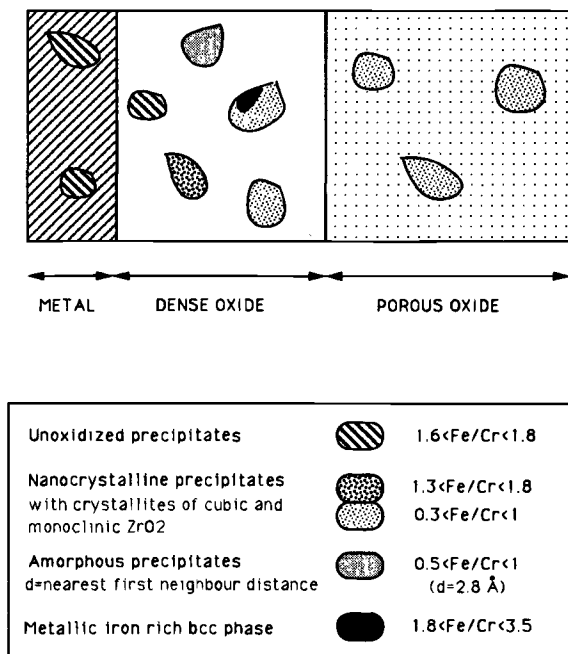 METAL DENSE OXIDE POROUS OXIDE
Unoxidized precipitates 1.6<Fe/Cr<1.8
Nanocrystalline precipitates 1.3<Fe/Cr<1.8
with crystallites of cubic and
monoclinic ZrO2 0.3<Fe/Cr<1
Amorphous precipitates 0.5<Fe/Cr<1
d=nearest first neighbour distance (d=2.8 Å)
Metallic iron rich bcc phase 1.8<Fe/Cr<3.5